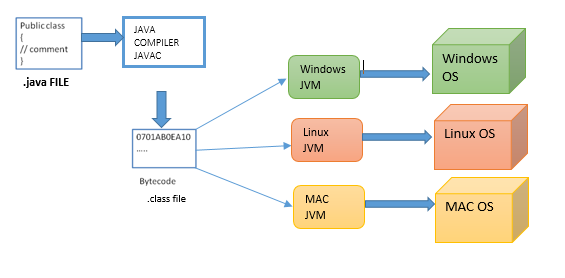 Public class
{
// comment
}
.java FILE
JAVA
COMPILER
JAVAC
0701AB0EA10
.....
Bytecode
.class file
Windows
JVM
Windows
OS
Linux
JVM
Linux OS
MAC
JVM
MAC OS